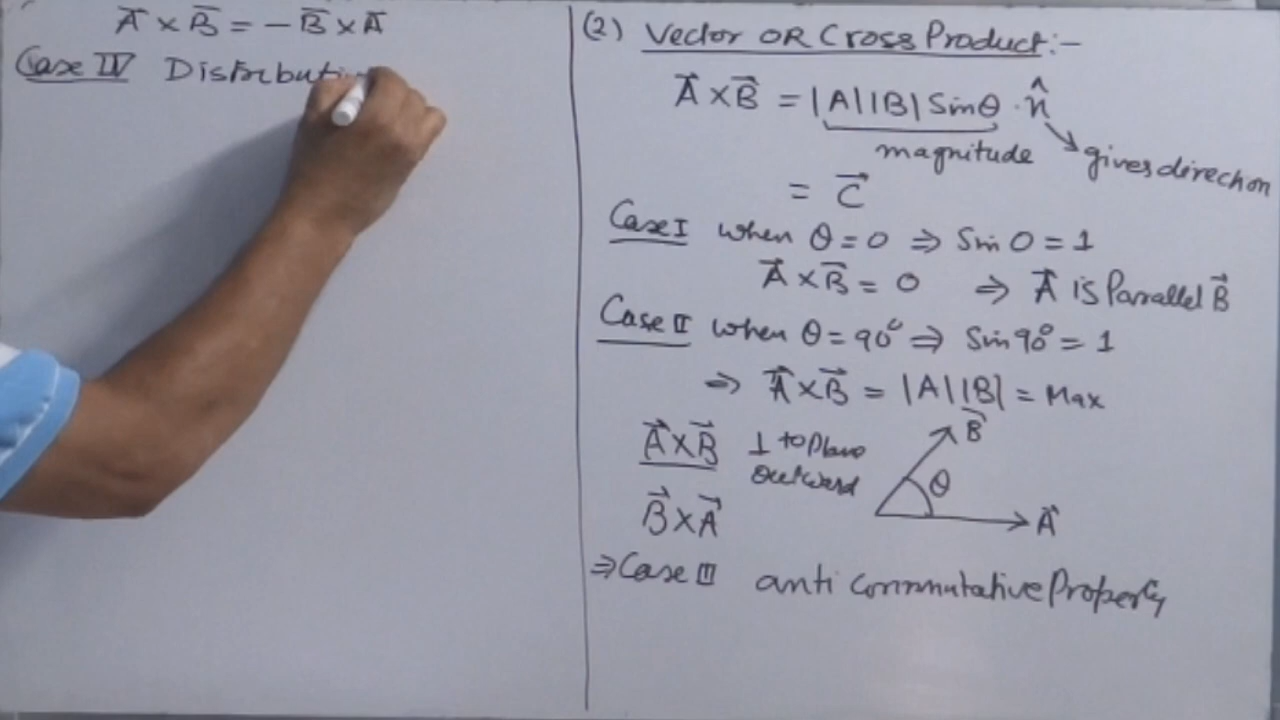 A⃗ × B⃗ = − B⃗ × A⃗
Case IV Distributi
(2) Vector OR Cross Product :-
A⃗ × B⃗ = |A||B| Sinθ · n̂
magnitude gives direction
= C⃗
Case I when θ = 0 ⇒ Sin 0 = 1
A⃗ × B⃗ = 0 ⇒ A⃗ is Parallel B⃗
Case II when θ = 90° ⇒ Sin 90° = 1
⇒ A⃗ × B⃗ = |A||B| = Max
A⃗ × B⃗ ⊥ to Plane
outward
B⃗
θ
A⃗
B⃗ × A⃗
⇒ Case III anti Commutative Property